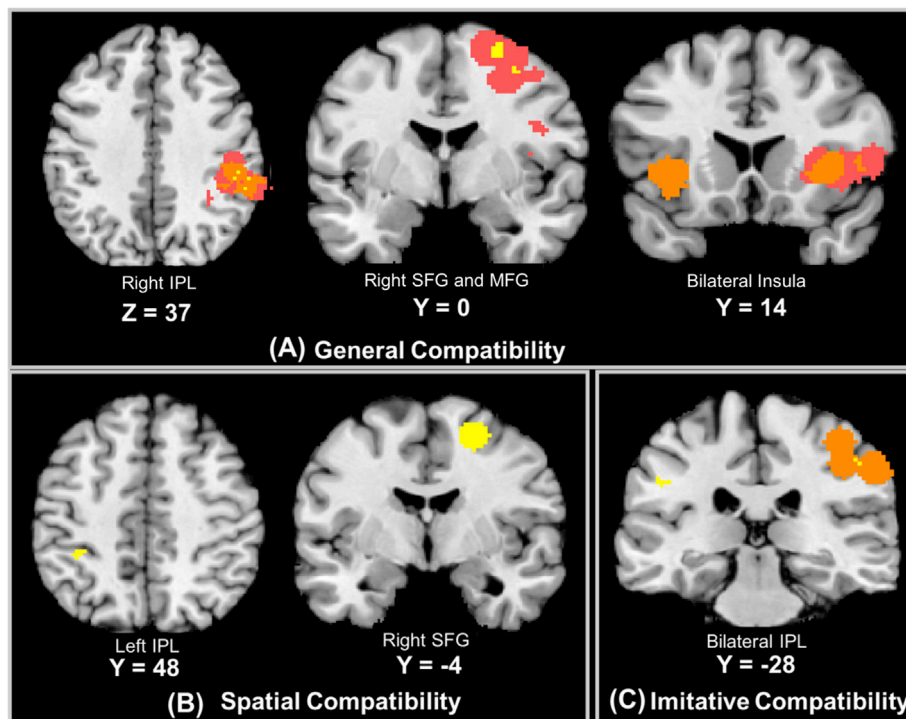 Right IPL
Z = 37
Right SFG and MFG
Y = 0
Bilateral Insula
Y = 14
(A) General Compatibility
Left IPL
Y = 48
Right SFG
Y = -4
(B) Spatial Compatibility
Bilateral IPL
Y = -28
(C) Imitative Compatibility